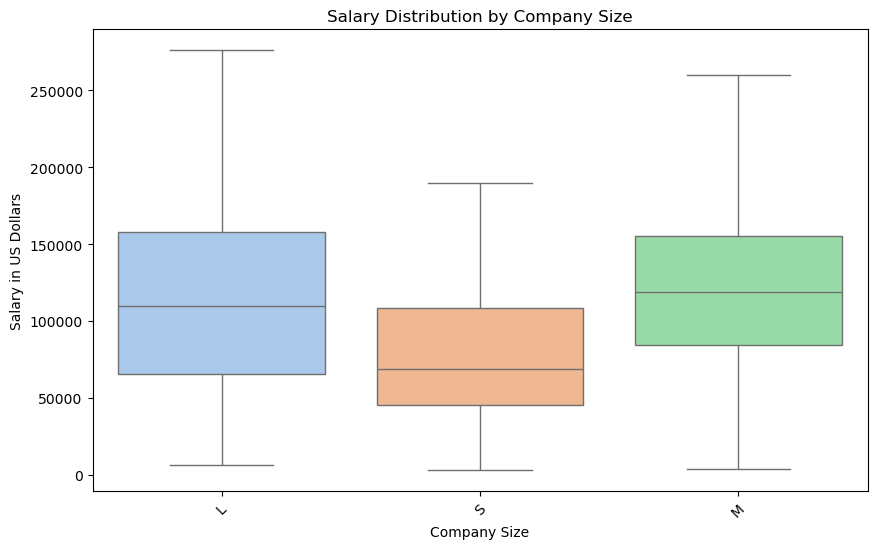 Salary Distribution by Company Size
Salary in US Dollars
250000
200000
150000
100000
50000
0
L
S
M
Company Size